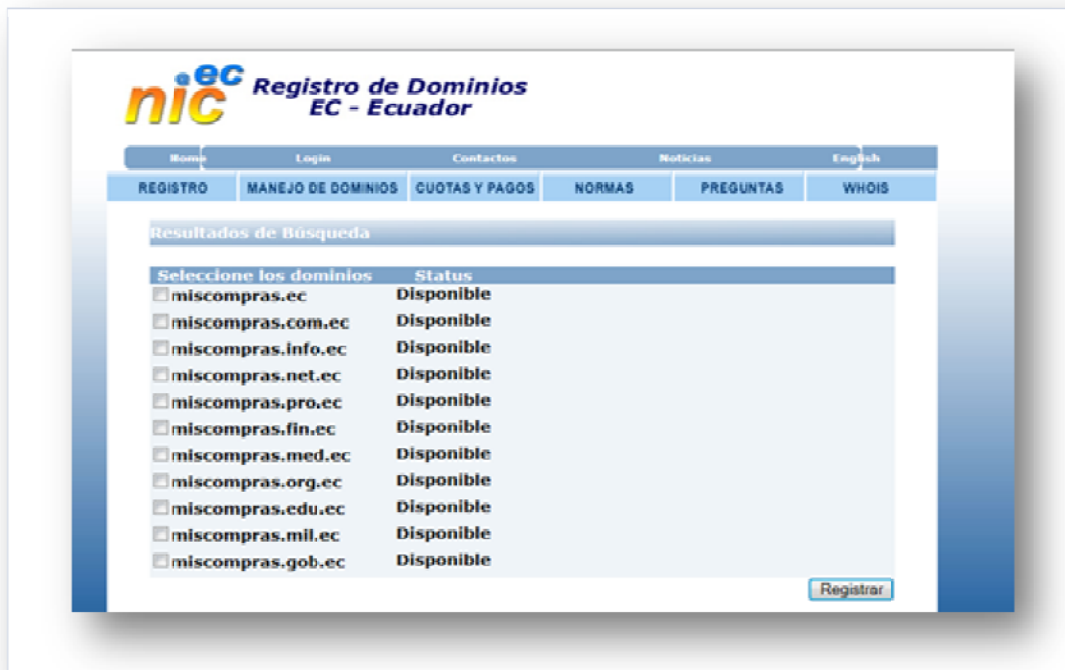 nic ec
Registro de Dominios
EC - Ecuador
Home Login Contactos Noticias English
REGISTRO MANEJO DE DOMINIOS CUOTAS Y PAGOS NORMAS PREGUNTAS WHOIS
Resultados de Búsqueda
Seleccione los dominios Status
miscompras.ec Disponible
miscompras.com.ec Disponible
miscompras.info.ec Disponible
miscompras.net.ec Disponible
miscompras.pro.ec Disponible
miscompras.fin.ec Disponible
miscompras.med.ec Disponible
miscompras.org.ec Disponible
miscompras.edu.ec Disponible
miscompras.mil.ec Disponible
miscompras.gob.ec Disponible
Registrar